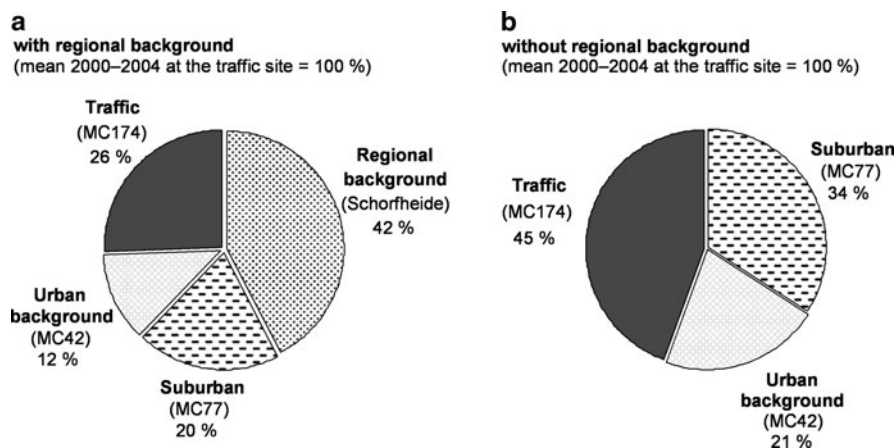 a
with regional background
(mean 2000–2004 at the traffic site = 100 %)
Traffic
(MC174)
26 %
Regional
background
(Schorfheide)
42 %
Urban
background
(MC42)
12 %
Suburban
(MC77)
20 %
b
without regional background
(mean 2000–2004 at the traffic site = 100 %)
Traffic
(MC174)
45 %
Suburban
(MC77)
34 %
Urban
background
(MC42)
21 %